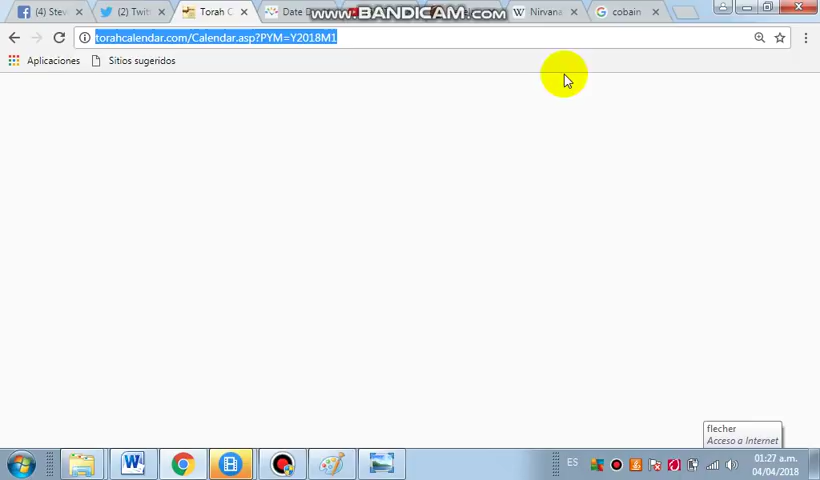 (4) Stev
(2) Twitt
Torah C
Date D
WWW.BANDICAM.COM
Nirvana
cobain
torahcalendar.com/Calendar.asp?PYM=Y2018M1
Aplicaciones
Sitios sugeridos
flecher
Acceso a Internet
ES
01:27 a.m.
04/04/2018